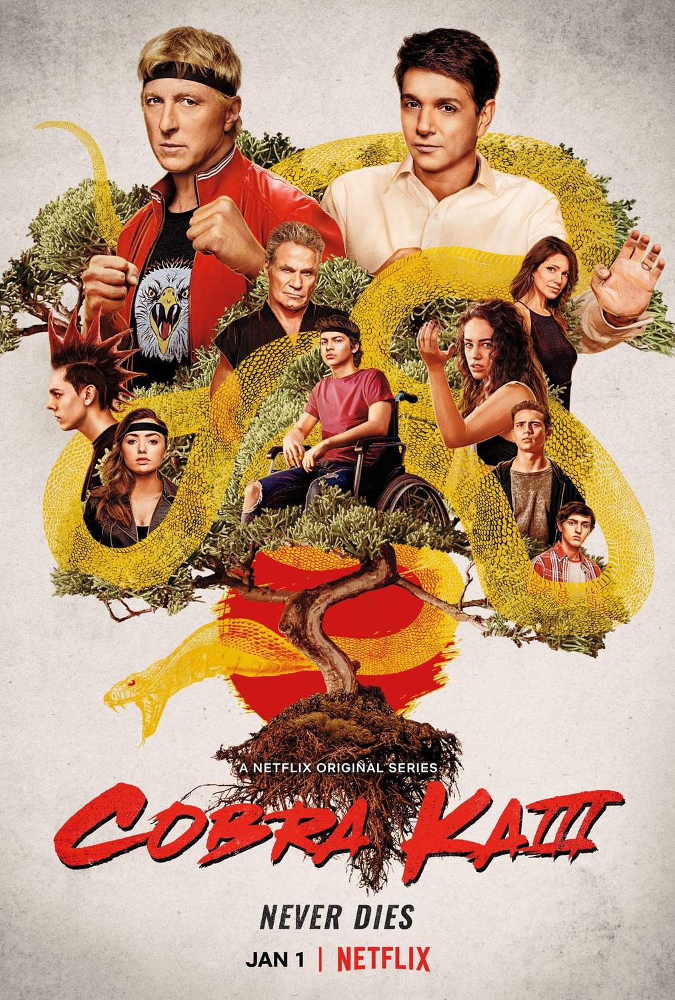 A NETFLIX ORIGINAL SERIES
COBRA KAIII
NEVER DIES
JAN 1 | NETFLIX